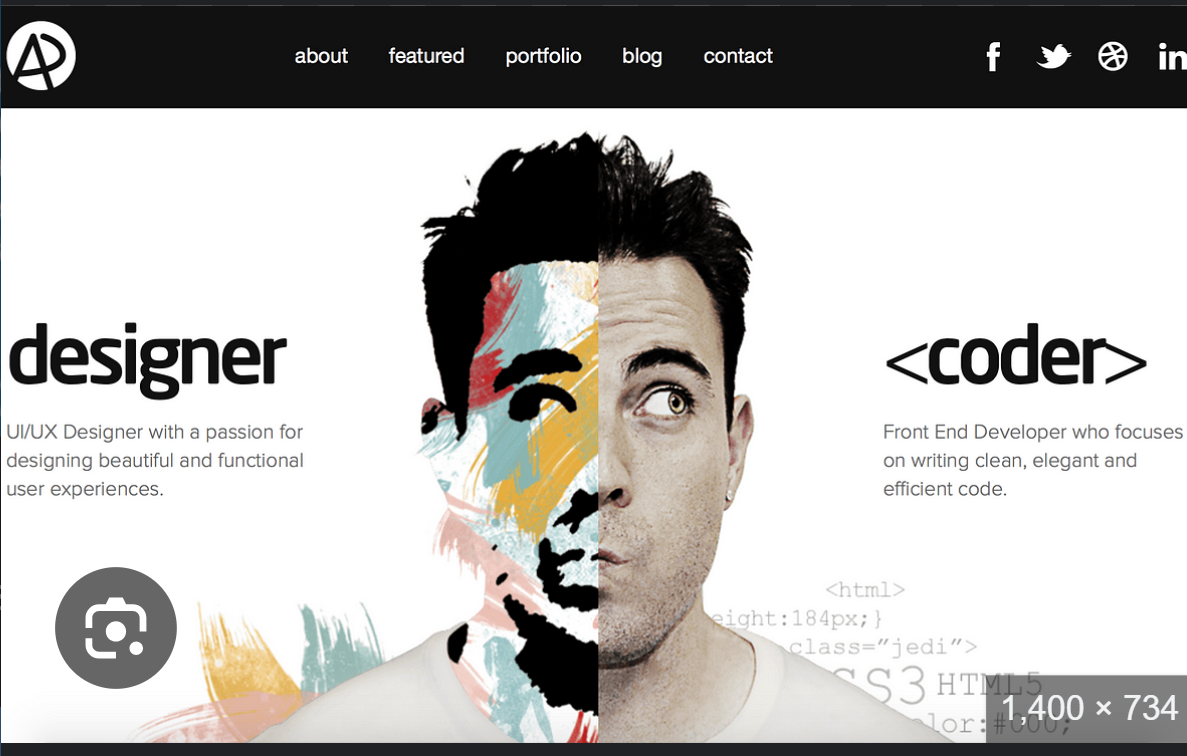 AD
about featured portfolio blog contact
designer
UI/UX Designer with a passion for
designing beautiful and functional
user experiences.
<coder>
Front End Developer who focuses
on writing clean, elegant and
efficient code.
<html>
eight:184px;}
class="jedi">
SS3 HTML5
lor:#000;
1,400 × 734